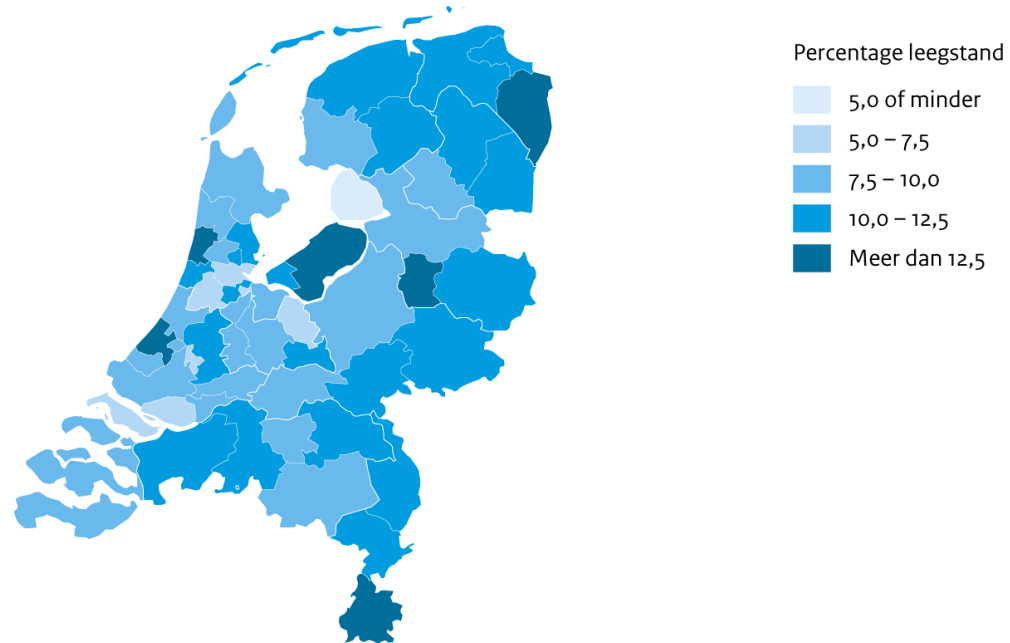 Percentage leegstand
5,0 of minder
5,0 – 7,5
7,5 – 10,0
10,0 – 12,5
Meer dan 12,5